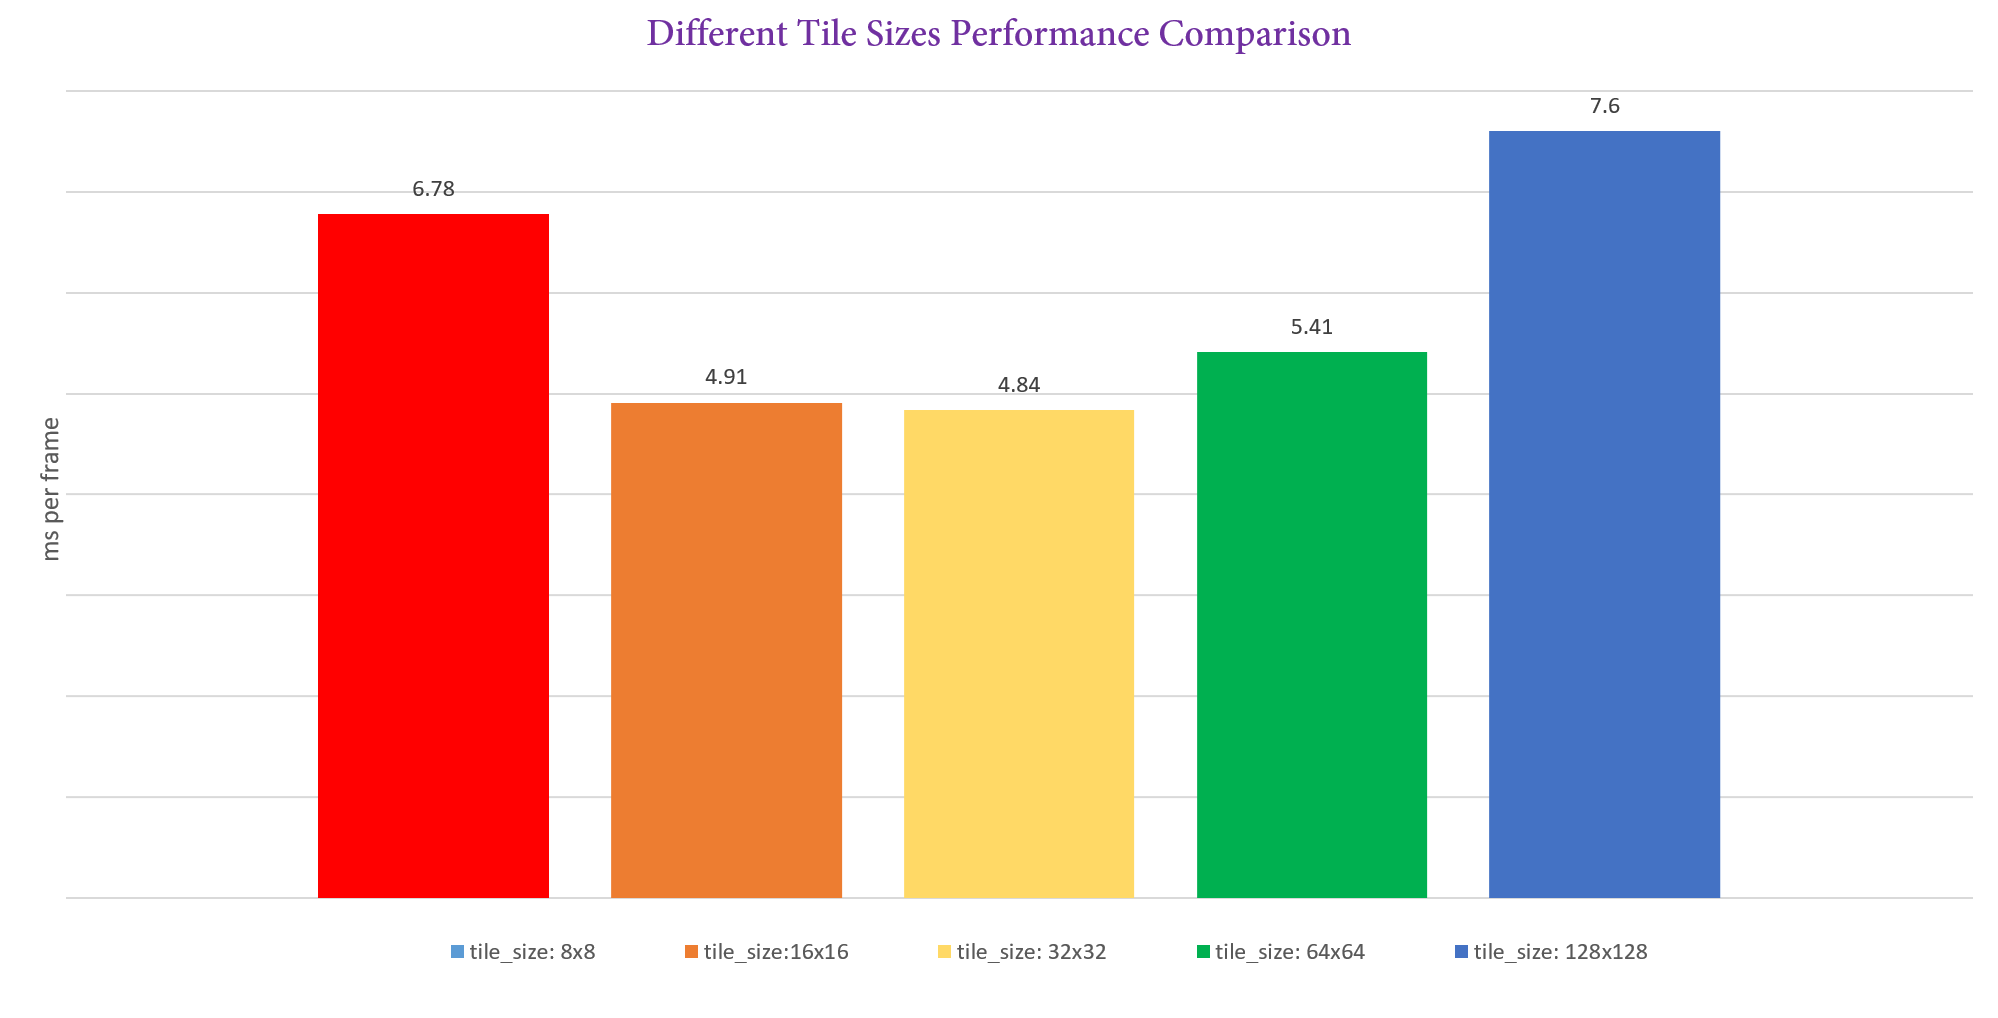 Different Tile Sizes Performance Comparison
7.6
6.78
5.41
4.91
4.84
ms per frame
tile_size: 8x8 tile_size:16x16 tile_size: 32x32 tile_size: 64x64 tile_size: 128x128